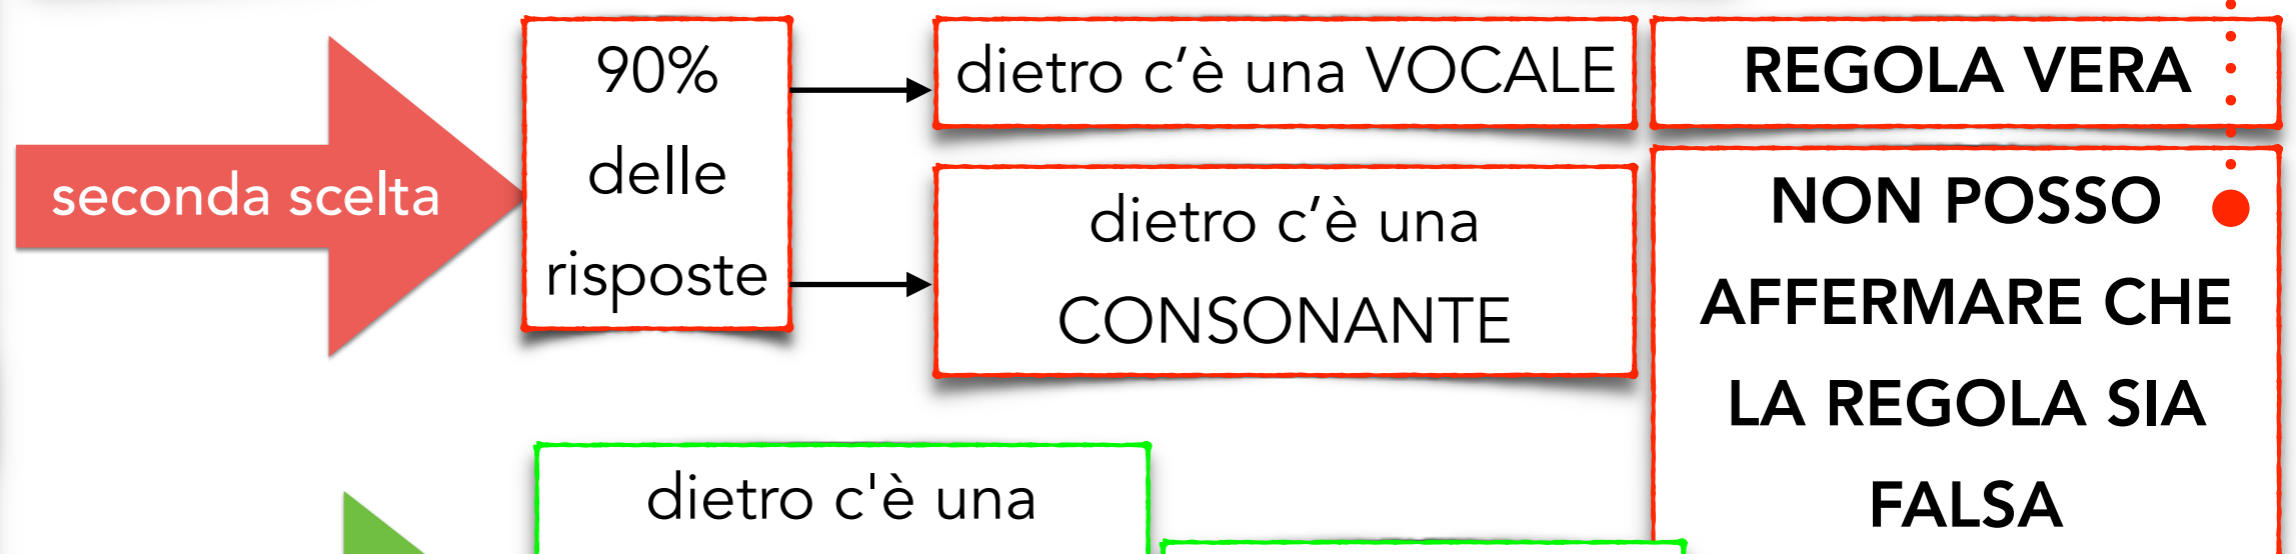 seconda scelta
90%
delle
risposte
dietro c’è una VOCALE
REGOLA VERA
dietro c’è una
CONSONANTE
NON POSSO
AFFERMARE CHE
LA REGOLA SIA
FALSA
dietro c'è una